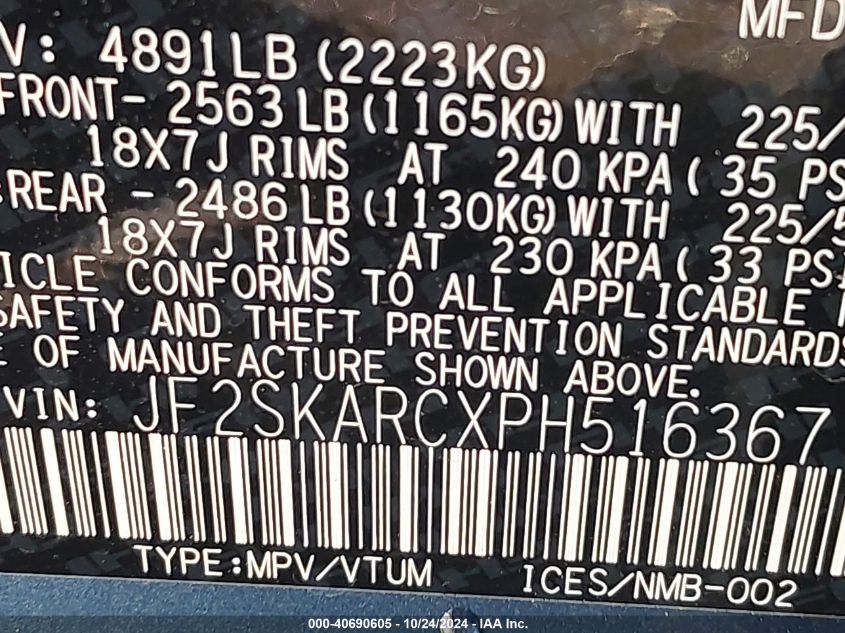 MFD
V: 4891LB (2223KG)
FRONT- 2563 LB (1165KG) WITH 225/
18X7J RIMS AT 240 KPA ( 35 PS
REAR - 2486 LB (1130KG) WITH 225/5
18X7J RIMS AT 230 KPA ( 33 PSI
ICLE CONFORMS TO ALL APPLICABLE
SAFETY AND THEFT PREVENTION STANDARDS
E OF MANUFACTURE SHOWN ABOVE.
VIN: JF2SKARCXPH516367
TYPE:MPV/VTUM ICES/NMB-002
000-40690605 - 10/24/2024 - IAA Inc.